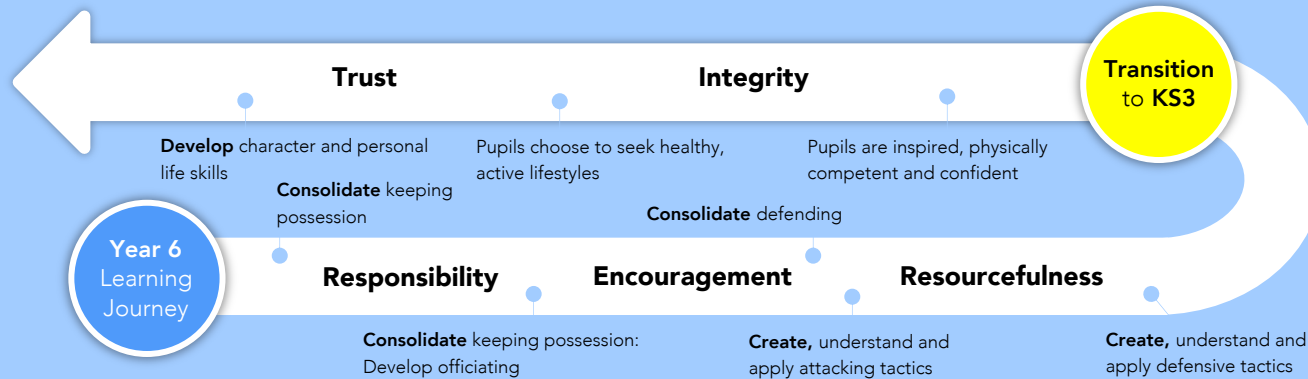 Trust
Integrity
Transition
to KS3
Develop character and personal
life skills
Pupils choose to seek healthy,
active lifestyles
Pupils are inspired, physically
competent and confident
Consolidate keeping
possession
Consolidate defending
Year 6
Learning
Journey
Responsibility
Encouragement
Resourcefulness
Consolidate keeping possession:
Develop officiating
Create, understand and
apply attacking tactics
Create, understand and
apply defensive tactics